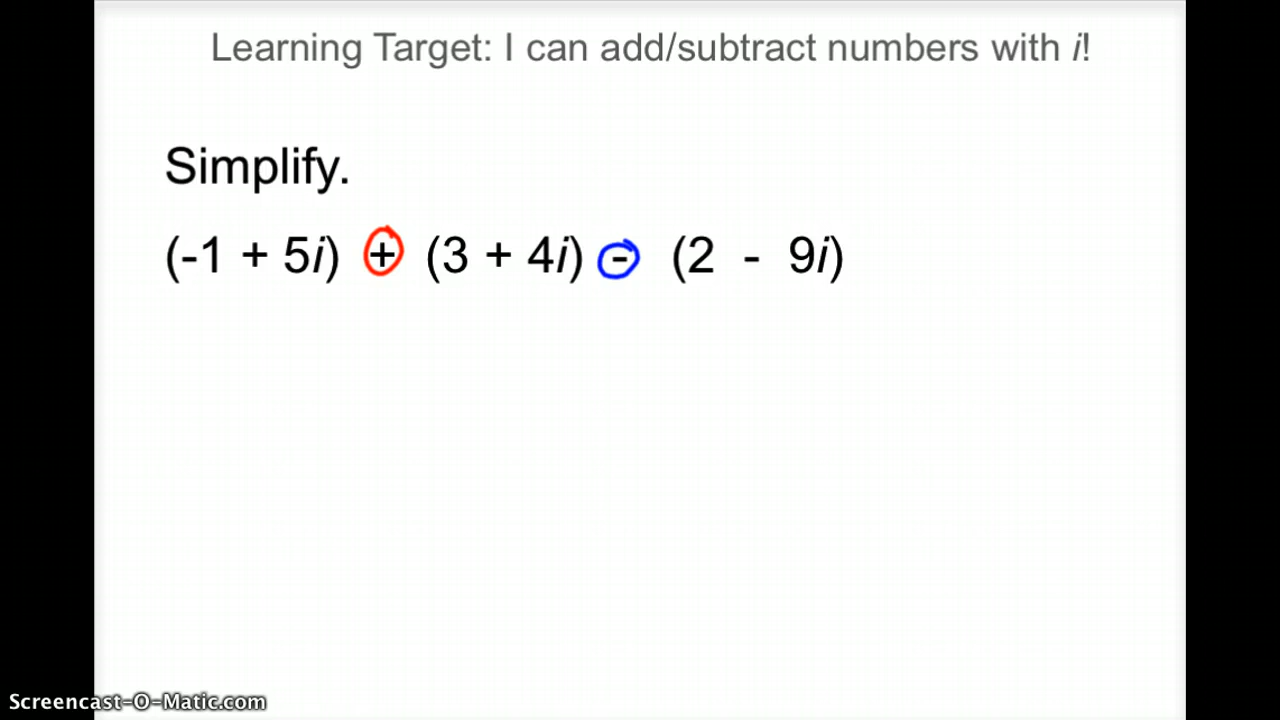 Learning Target: I can add/subtract numbers with i!
Simplify.
(-1 + 5i) + (3 + 4i) - (2 - 9i)
Screencast-O-Matic.com